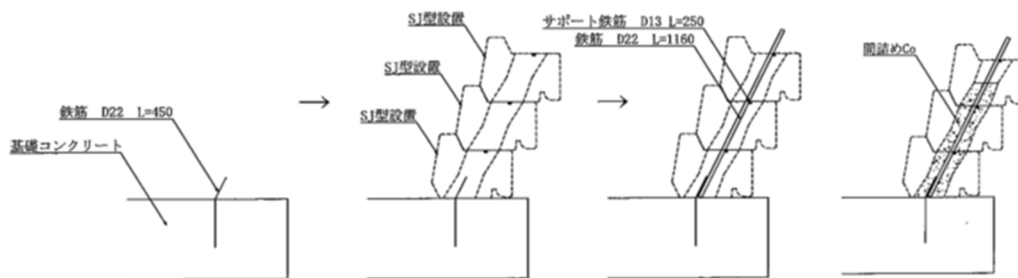 鉄筋 D22 L=450
基礎コンクリート
SJ型設置
SJ型設置
SJ型設置
サポート鉄筋 D13 L=250
鉄筋 D22 L=1160
間詰めCo